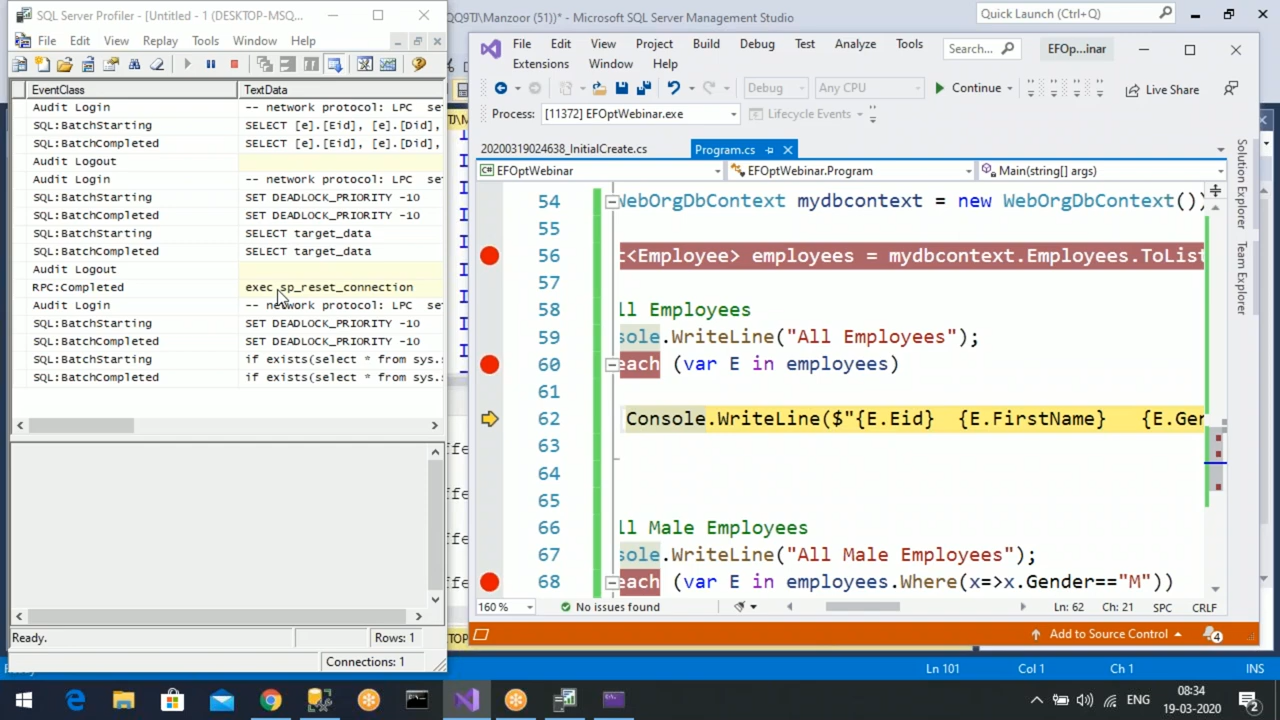 SQL Server Profiler - [Untitled - 1 (DESKTOP-MSQ...
File Edit View Replay Tools Window Help
EventClass TextData
Audit Login -- network protocol: LPC se
SQL:BatchStarting SELECT [e].[Eid], [e].[Did],
SQL:BatchCompleted SELECT [e].[Eid], [e].[Did],
Audit Logout
Audit Login -- network protocol: LPC se
SQL:BatchStarting SET DEADLOCK_PRIORITY -10
SQL:BatchCompleted SET DEADLOCK_PRIORITY -10
SQL:BatchStarting SELECT target_data
SQL:BatchCompleted SELECT target_data
Audit Logout
RPC:Completed exec sp_reset_connection
Audit Login -- network protocol: LPC se
SQL:BatchStarting SET DEADLOCK_PRIORITY -10
SQL:BatchCompleted SET DEADLOCK_PRIORITY -10
SQL:BatchStarting if exists(select * from sys.
SQL:BatchCompleted if exists(select * from sys.
Ready. Rows: 1
Connections: 1
QQ9TJ\Manzoor (51))* - Microsoft SQL Server Management Studio
Quick Launch (Ctrl+Q)
File Edit View Project Build Debug Test Analyze Tools
Search...
EFOp...inar
Extensions Window Help
Debug Any CPU Continue Live Share
Process: [11372] EFOptWebinar.exe Lifecycle Events
20200319024638_InitialCreate.cs Program.cs
EFOptWebinar EFOptWebinar.Program Main(string[] args)
54 WebOrgDbContext mydbcontext = new WebOrgDbContext())
55
56 t<Employee> employees = mydbcontext.Employees.ToList
57
58 ll Employees
59 sole.WriteLine("All Employees");
60 each (var E in employees)
61
62 Console.WriteLine($"{E.Eid} {E.FirstName} {E.Gen
63
64
65
66 ll Male Employees
67 sole.WriteLine("All Male Employees");
68 each (var E in employees.Where(x=>x.Gender=="M"))
160 % No issues found Ln: 62 Ch: 21 SPC CRLF
Add to Source Control 4
Solution Explorer
Team Explorer
Ln 101 Col 1 Ch 1 INS
ENG
08:34
19-03-2020
2